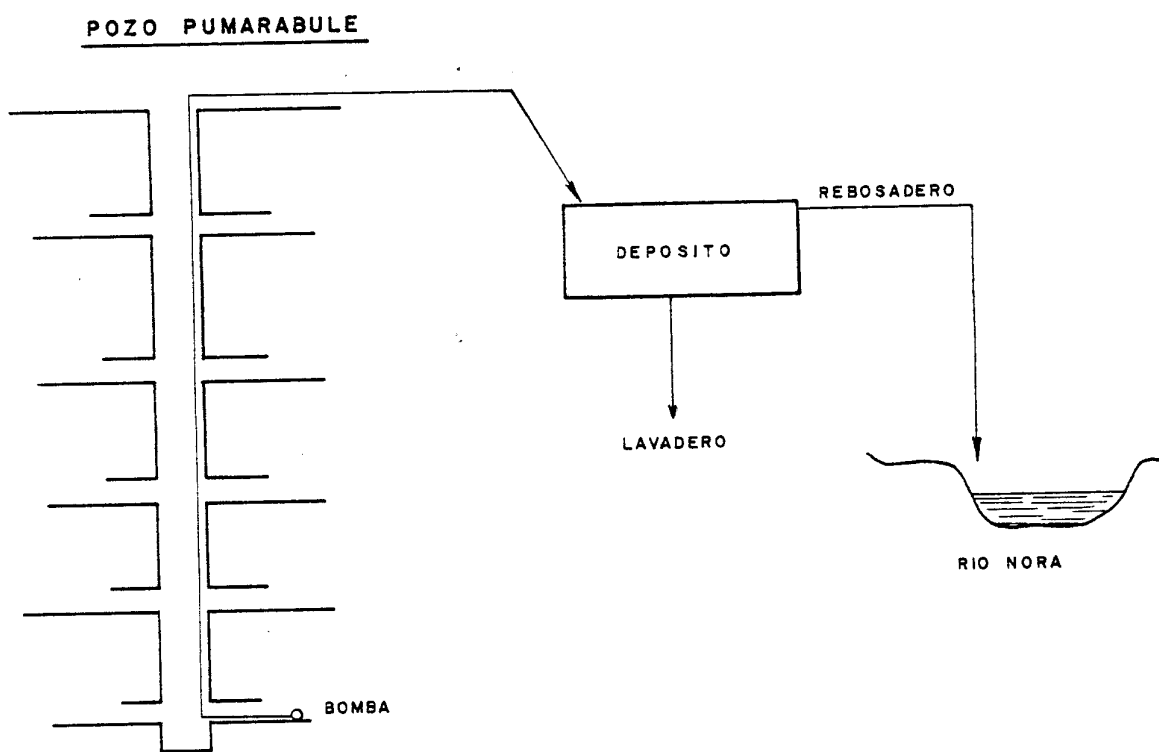 POZO PUMARABULE
REBOSADERO
DEPOSITO
LAVADERO
RIO NORA
BOMBA